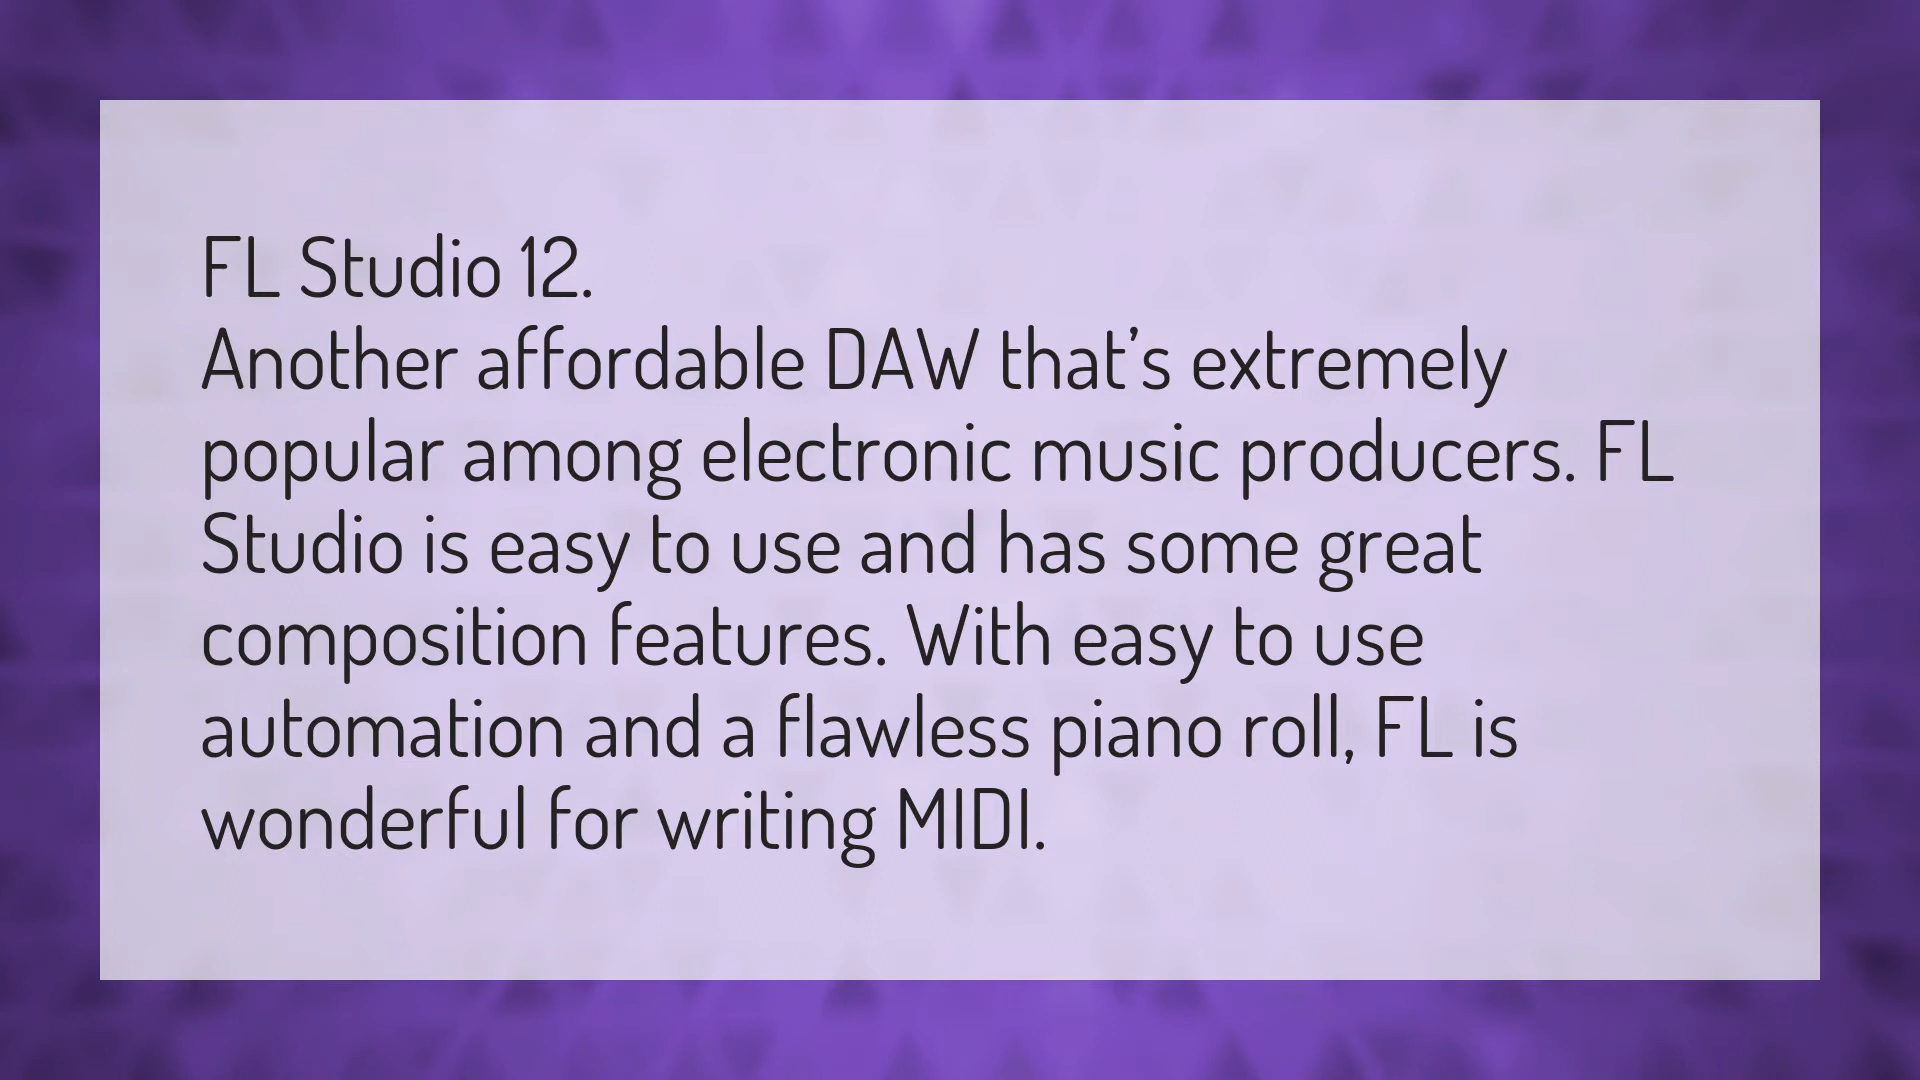 FL Studio 12.
Another affordable DAW that’s extremely
popular among electronic music producers. FL
Studio is easy to use and has some great
composition features. With easy to use
automation and a flawless piano roll, FL is
wonderful for writing MIDI.